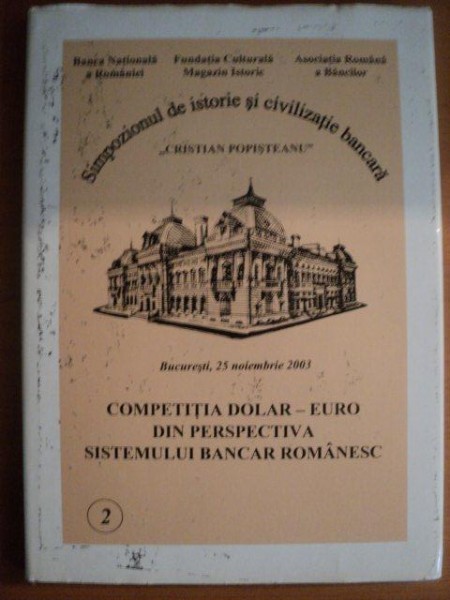 Banca Națională Fundația Culturală Asociația Română
a României Magazin Istoric a Băncilor
Simpozionul de istorie și civilizație bancară
„CRISTIAN POPIȘTEANU"
București, 25 noiembrie 2003
COMPETIȚIA DOLAR – EURO
DIN PERSPECTIVA
SISTEMULUI BANCAR ROMÂNESC
2